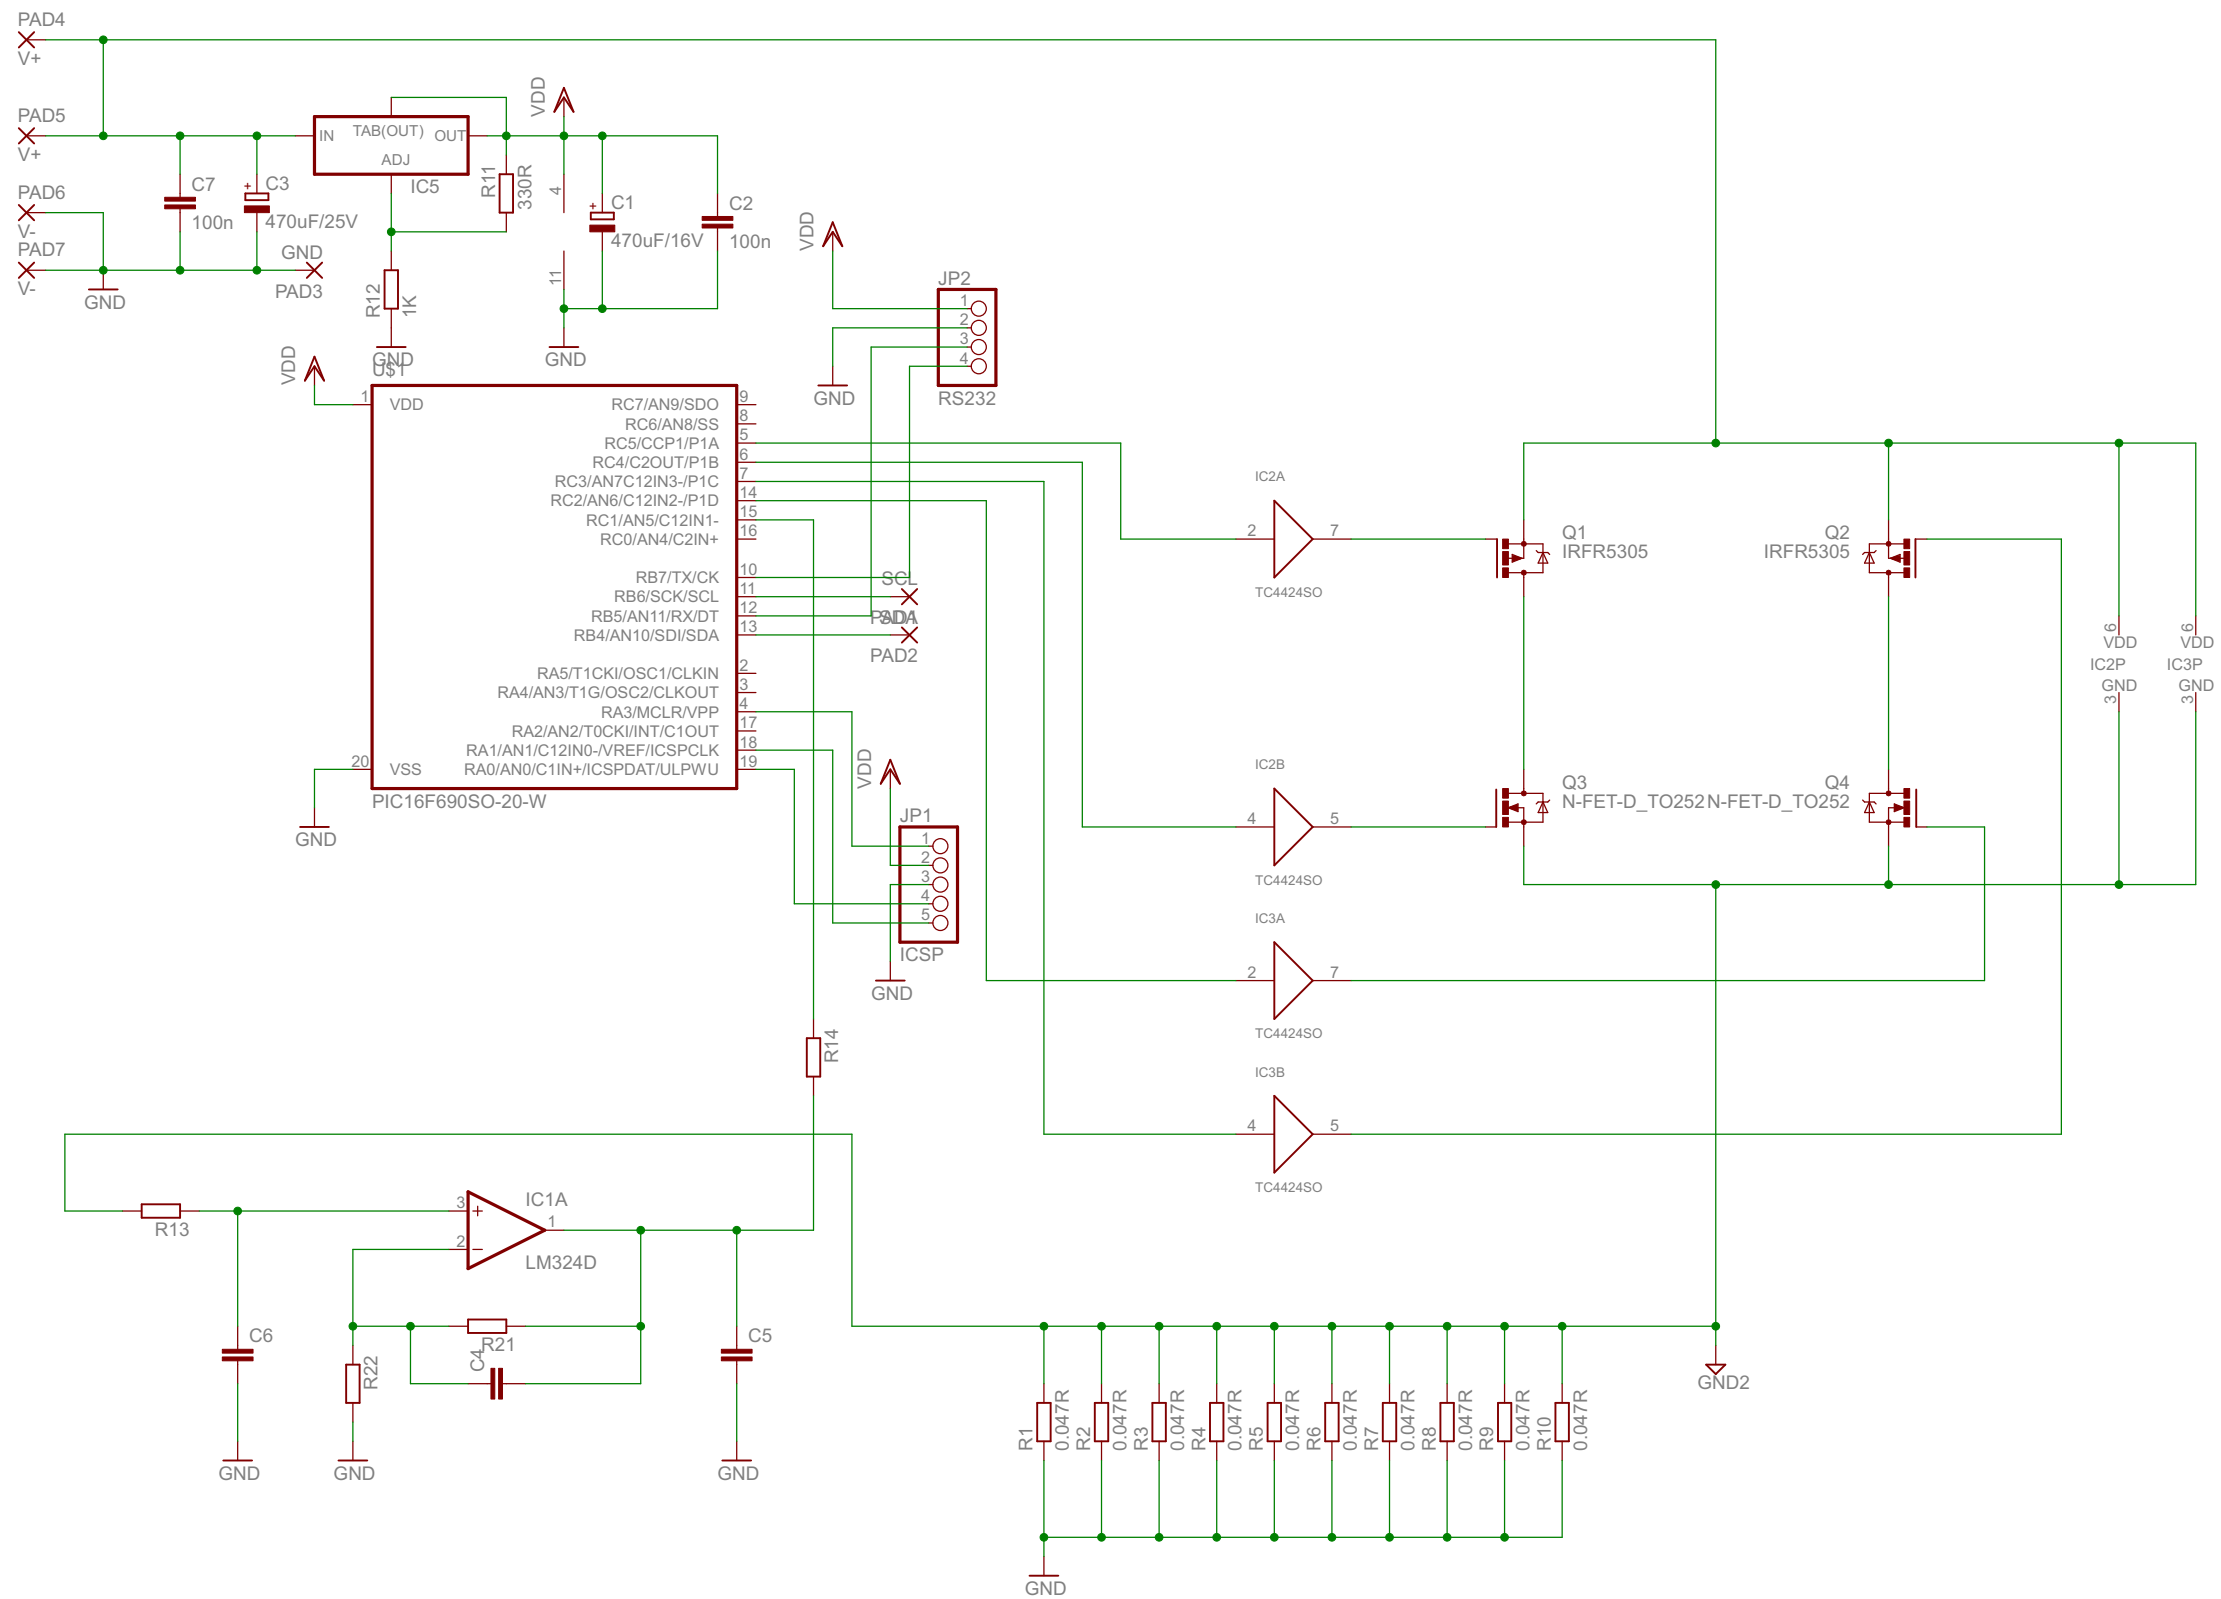 PAD4
V+
PAD5
V+
PAD6
V-
PAD7
V-
GND
C7
100n
C3
+
470uF/25V
GND
PAD3
IN
TAB(OUT)
OUT
ADJ
IC5
R11
330R
R12
1K
GND
VDD
4
11
+
C1
470uF/16V
C2
100n
GND
VDD
GND
JP2
1
2
3
4
RS232
VDD
U$1
1
VDD
20
VSS
GND
PIC16F690SO-20-W
RC7/AN9/SDO 9
RC6/AN8/SS 8
RC5/CCP1/P1A 5
RC4/C2OUT/P1B 6
RC3/AN7C12IN3-/P1C 7
RC2/AN6/C12IN2-/P1D 14
RC1/AN5/C12IN1- 15
RC0/AN4/C2IN+ 16
RB7/TX/CK 10
RB6/SCK/SCL 11
RB5/AN11/RX/DT 12
RB4/AN10/SDI/SDA 13
RA5/T1CKI/OSC1/CLKIN 2
RA4/AN3/T1G/OSC2/CLKOUT 3
RA3/MCLR/VPP 4
RA2/AN2/T0CKI/INT/C1OUT 17
RA1/AN1/C12IN0-/VREF/ICSPCLK 18
RA0/AN0/C1IN+/ICSPDAT/ULPWU 19
SCL
PAD1
SDA
PAD2
VDD
JP1
1
2
3
4
5
ICSP
GND
R14
IC2A
2
7
TC4424SO
IC2B
4
5
TC4424SO
IC3A
2
7
TC4424SO
IC3B
4
5
TC4424SO
Q1
IRFR5305
Q2
IRFR5305
Q3
N-FET-D_TO252
Q4
N-FET-D_TO252
6
VDD
IC2P
GND
3
6
VDD
IC3P
GND
3
R13
3
+
2
−
1
IC1A
LM324D
C6
GND
R22
GND
R21
C4
C5
GND
R1
0.047R
R2
0.047R
R3
0.047R
R4
0.047R
R5
0.047R
R6
0.047R
R7
0.047R
R8
0.047R
R9
0.047R
R10
0.047R
GND
GND2